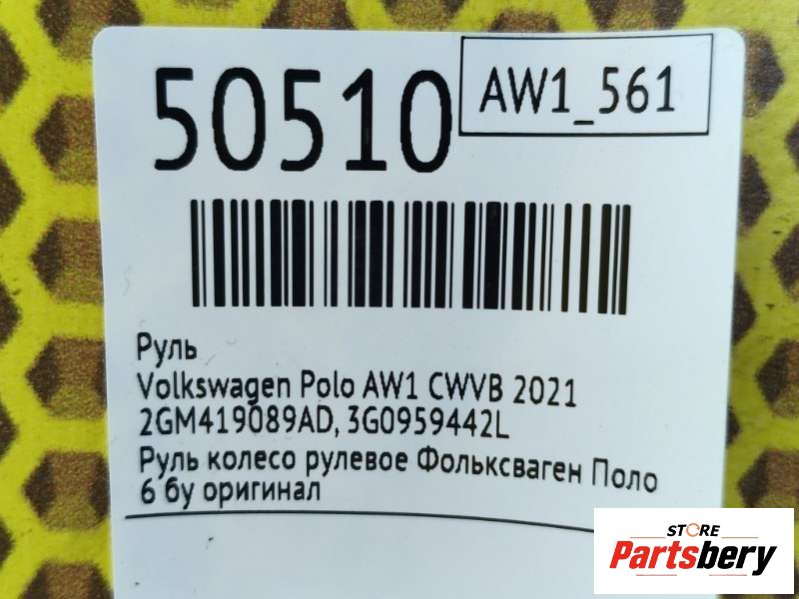 50510
AW1_561
Руль
Volkswagen Polo AW1 CWVB 2021
2GM419089AD, 3G0959442L
Руль колесо рулевое Фольксваген Поло
6 бу оригинал
STORE
Partsbery